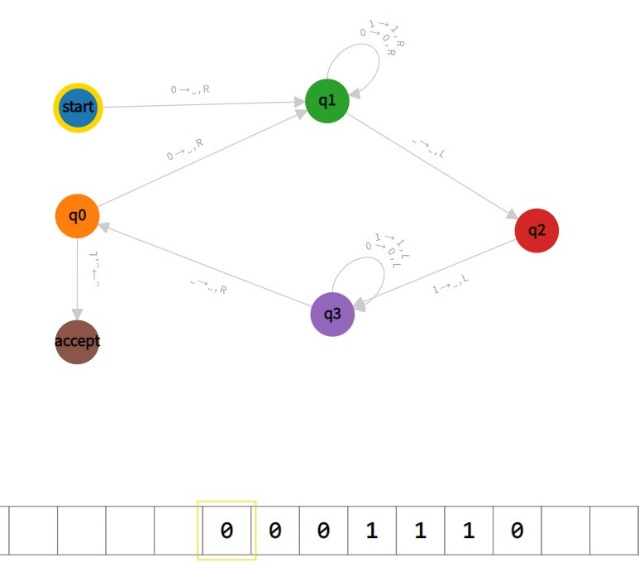 1→1,R
0→0,R
start
0→_,R
q1
0→_,R
_→_,L
q0
q2
1→1,L
0→0,L
_→_,L
_→_,R
1→_,L
q3
accept
0 0 0 1 1 1 0